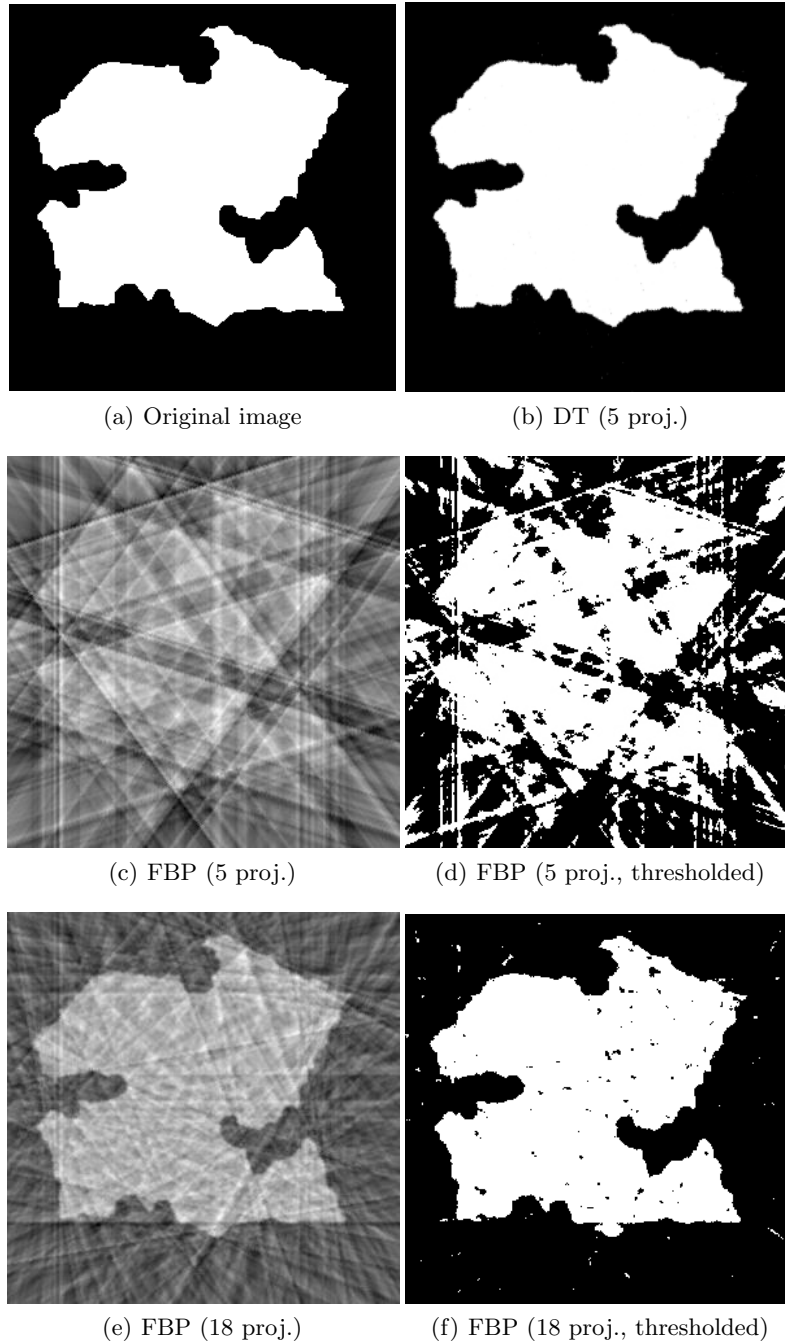 (a) Original image
(b) DT (5 proj.)
(c) FBP (5 proj.)
(d) FBP (5 proj., thresholded)
(e) FBP (18 proj.)
(f) FBP (18 proj., thresholded)